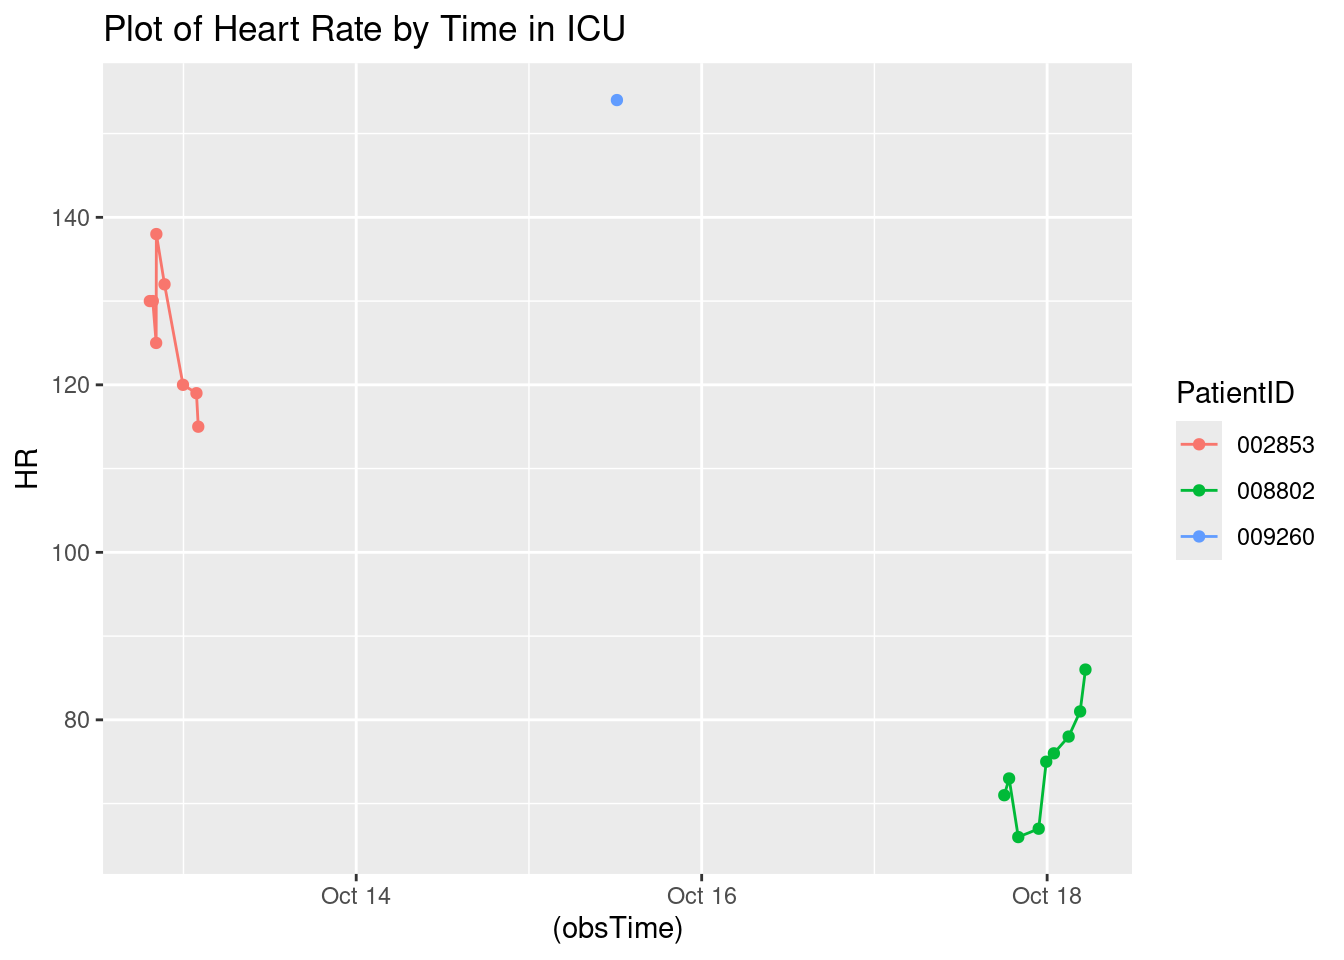 Plot of Heart Rate by Time in ICU
140
120
100
80
HR
Oct 14
Oct 16
Oct 18
(obsTime)
PatientID
002853
008802
009260